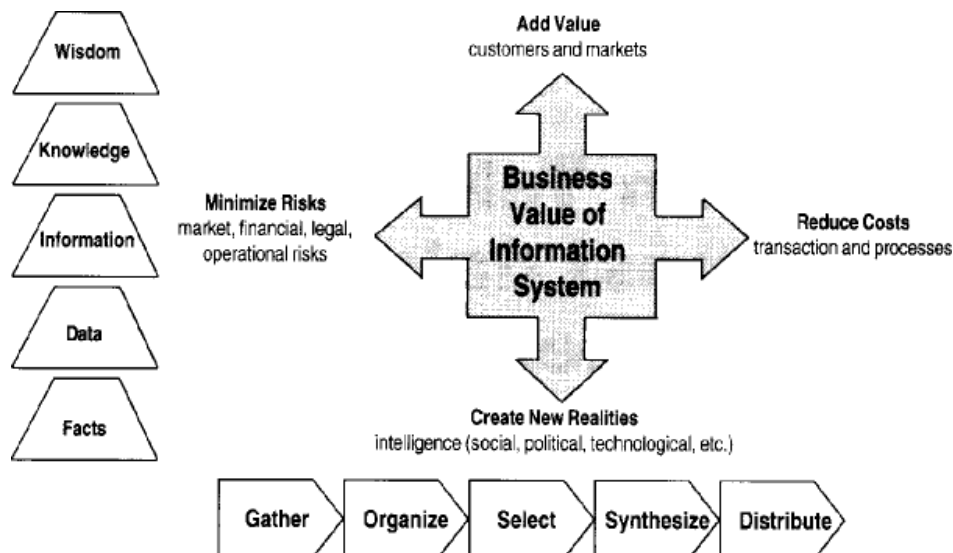 Wisdom
Knowledge
Information
Data
Facts
Add Value
customers and markets
Minimize Risks
market, financial, legal,
operational risks
Business
Value of
Information
System
Reduce Costs
transaction and processes
Create New Realities
intelligence (social, political, technological, etc.)
Gather
Organize
Select
Synthesize
Distribute